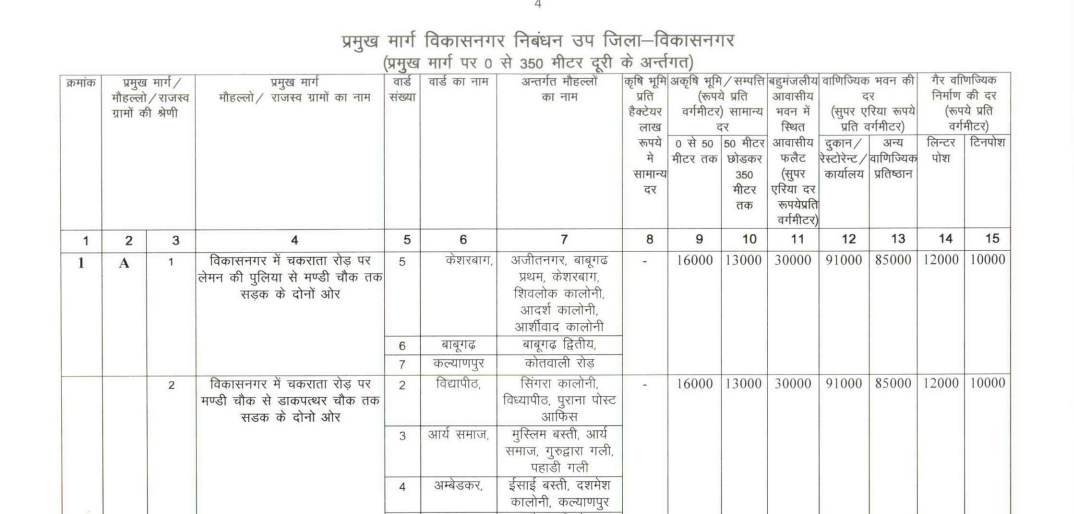 4
प्रमुख मार्ग विकासनगर निबंधन उप जिला–विकासनगर
(प्रमुख मार्ग पर 0 से 350 मीटर दूरी के अर्न्तगत)
क्रमांक प्रमुख मार्ग / मौहल्लो / राजस्व ग्रामों की श्रेणी प्रमुख मार्ग मौहल्लो / राजस्व ग्रामों का नाम वार्ड संख्या वार्ड का नाम अन्तर्गत मौहल्लों का नाम कृषि भूमि प्रति हैक्टेयर लाख रूपये मे सामान्य दर अकृषि भूमि / सम्पत्ति (रूपये प्रति वर्गमीटर) सामान्य दर बहुमंजलीय आवासीय भवन में स्थित आवासीय फलैट (सुपर एरिया दर रूपयेप्रति वर्गमीटर) वाणिज्यिक भवन की दर (सुपर एरिया रूपये प्रति वर्गमीटर) गैर वाणिज्यिक निर्माण की दर (रूपये प्रति वर्गमीटर)
0 से 50 मीटर तक 50 मीटर छोडकर 350 मीटर तक दुकान / रेस्टोरेन्ट / कार्यालय अन्य वाणिज्यिक प्रतिष्ठान लिन्टर पोश टिनपोश
1 2 3 4 5 6 7 8 9 10 11 12 13 14 15
1 A 1 विकासनगर में चकराता रोड़ पर 5 केशरबाग, अजीतनगर, बाबूगढ - 16000 13000 30000 91000 85000 12000 10000
लेमन की पुलिया से मण्डी चौक तक प्रथम, केशरबाग,
सड़क के दोनों ओर शिवलोक कालोनी,
आदर्श कालोनी,
आर्शीवाद कालोनी
6 बाबूगढ़ बाबूगढ़ द्वितीय,
7 कल्याणपुर कोतवाली रोड़
2 विकासनगर में चकराता रोड़ पर 2 विद्यापीठ, सिंगरा कालोनी, - 16000 13000 30000 91000 85000 12000 10000
मण्डी चौक से डाकपत्थर चौक तक विध्यापीठ, पुराना पोस्ट
सडक के दोनो ओर आफिस
3 आर्य समाज, मुस्लिम बस्ती, आर्य
समाज, गुरुद्वारा गली,
पहाडी गली
4 अम्बेडकर, ईसाई बस्ती, दशमेश
कालोनी, कल्याणपुर